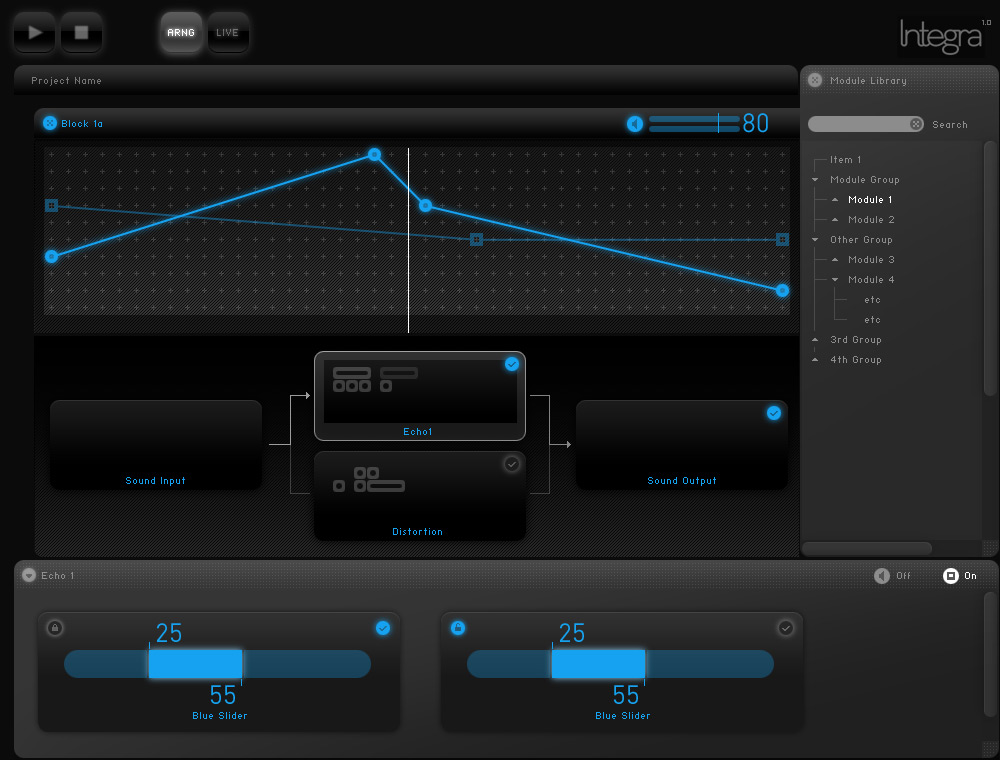 ARNG
LIVE
Integra 1.0
Project Name
Module Library
Block 1a
80
Search
Item 1
Module Group
Module 1
Module 2
Other Group
Module 3
Module 4
etc
etc
3rd Group
4th Group
Echo1
Sound Input
Sound Output
Distortion
Echo 1
Off
On
25
55
Blue Slider
25
55
Blue Slider